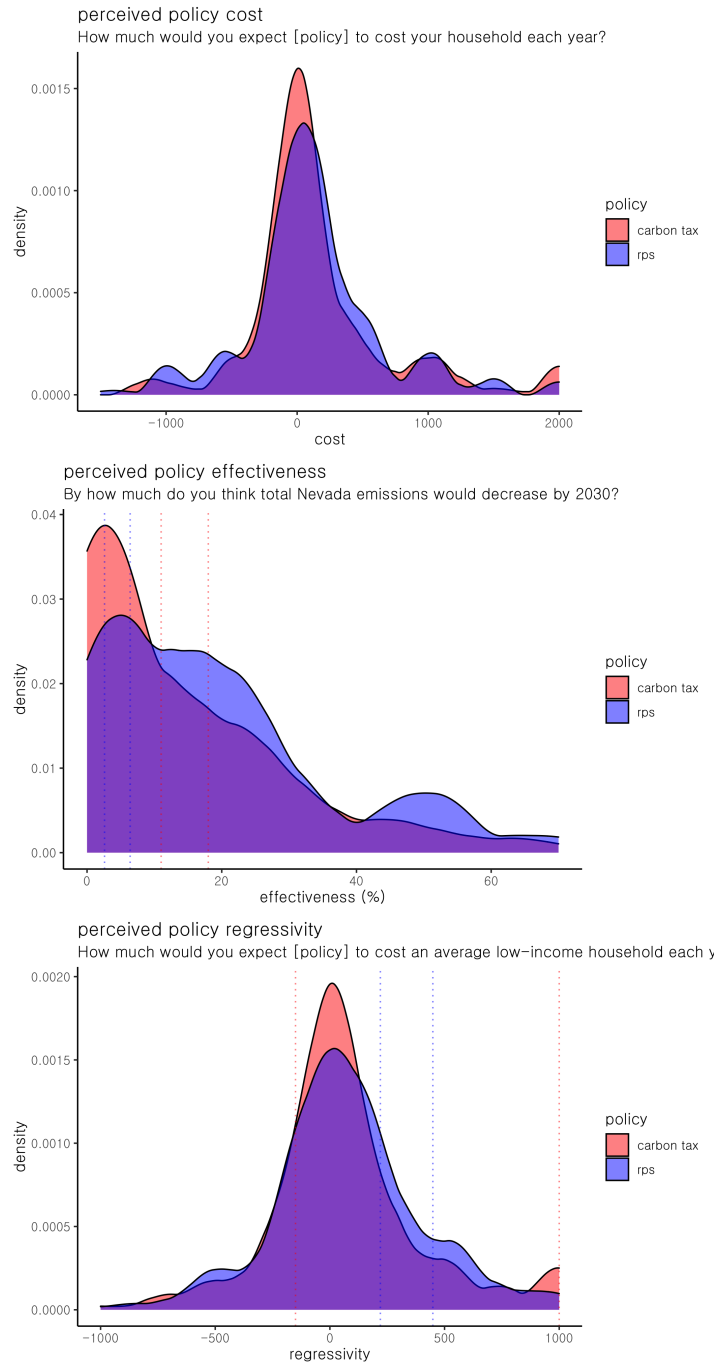 perceived policy cost
How much would you expect [policy] to cost your household each year?
0.0015
0.0010
0.0005
0.0000
density
−1000
0
1000
2000
cost
policy
carbon tax
rps
perceived policy effectiveness
By how much do you think total Nevada emissions would decrease by 2030?
0.04
0.03
0.02
0.01
0.00
density
0
20
40
60
effectiveness (%)
policy
carbon tax
rps
perceived policy regressivity
How much would you expect [policy] to cost an average low−income household each y
0.0020
0.0015
0.0010
0.0005
0.0000
density
−1000
−500
0
500
1000
regressivity
policy
carbon tax
rps